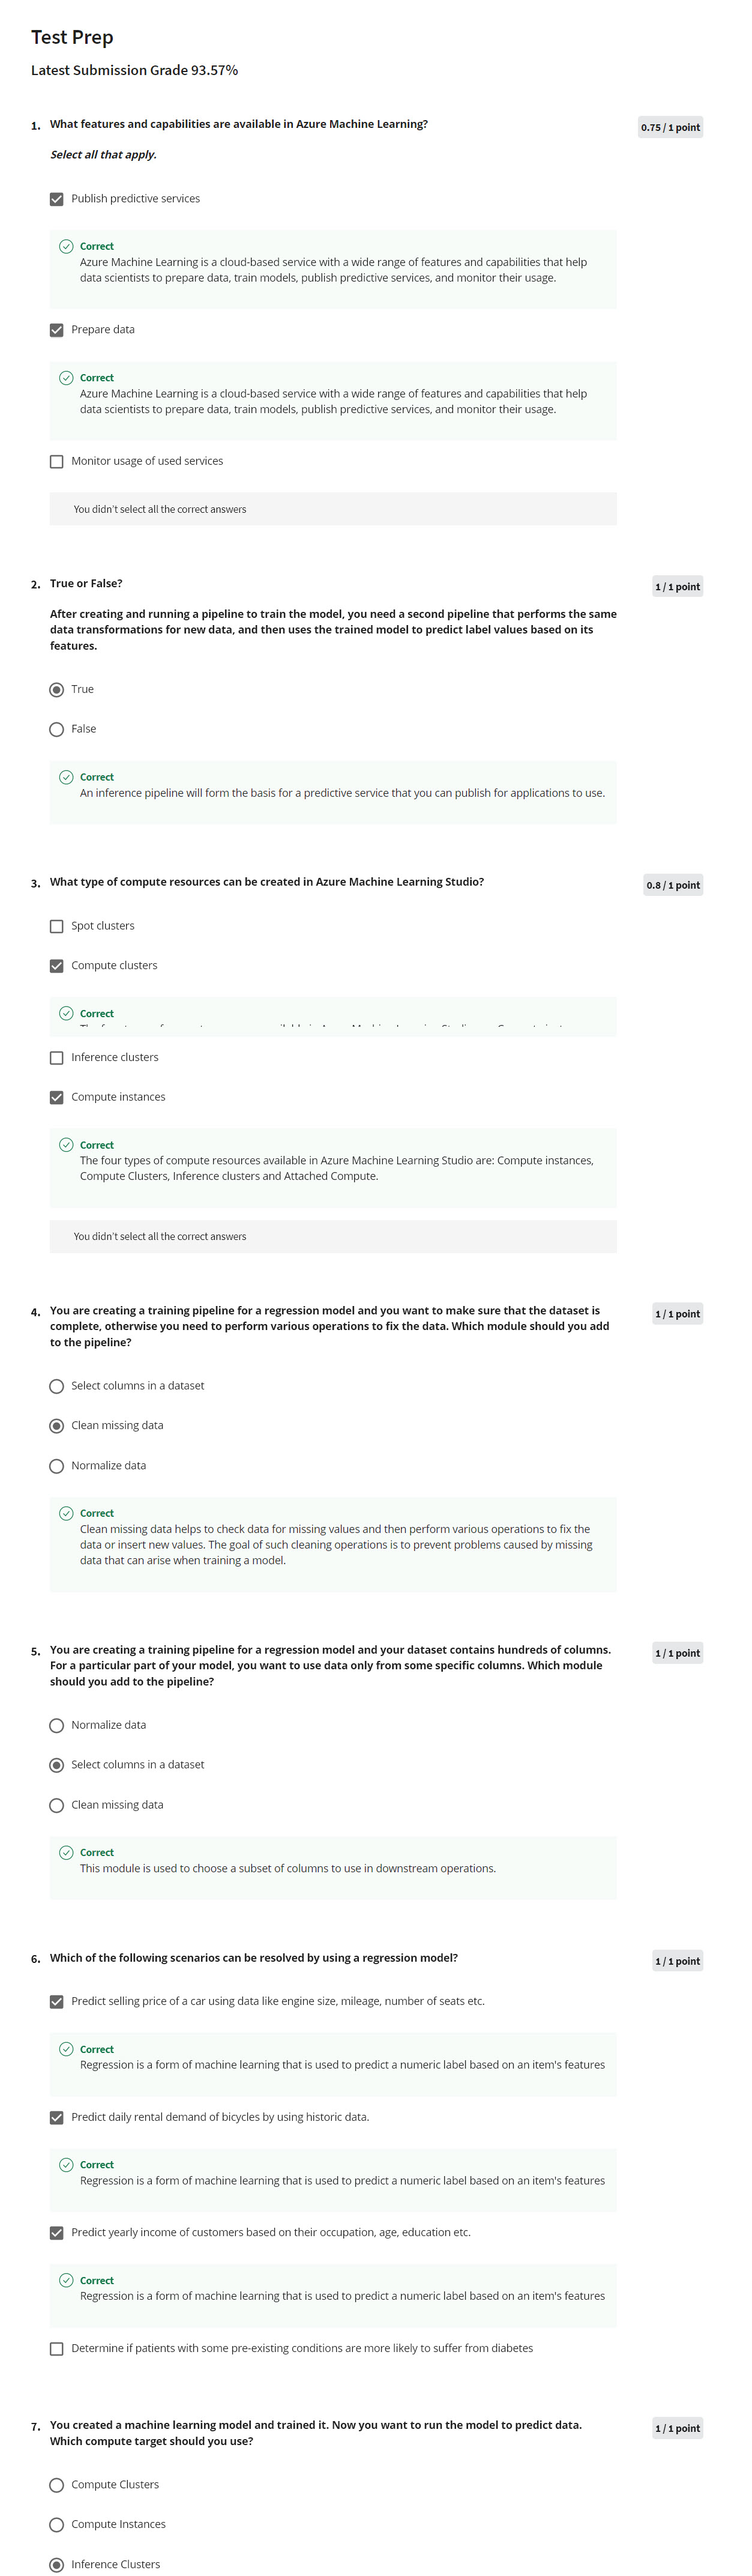 Test Prep
Latest Submission Grade 93.57%
1. What features and capabilities are available in Azure Machine Learning?
0.75 / 1 point
Select all that apply.
Publish predictive services
Correct
Azure Machine Learning is a cloud-based service with a wide range of features and capabilities that help
data scientists to prepare data, train models, publish predictive services, and monitor their usage.
Prepare data
Correct
Azure Machine Learning is a cloud-based service with a wide range of features and capabilities that help
data scientists to prepare data, train models, publish predictive services, and monitor their usage.
Monitor usage of used services
You didn't select all the correct answers
2. True or False?
1 / 1 point
After creating and running a pipeline to train the model, you need a second pipeline that performs the same
data transformations for new data, and then uses the trained model to predict label values based on its
features.
True
False
Correct
An inference pipeline will form the basis for a predictive service that you can publish for applications to use.
3. What type of compute resources can be created in Azure Machine Learning Studio?
0.8 / 1 point
Spot clusters
Compute clusters
Correct
Inference clusters
Compute instances
Correct
The four types of compute resources available in Azure Machine Learning Studio are: Compute instances,
Compute Clusters, Inference clusters and Attached Compute.
You didn't select all the correct answers
4. You are creating a training pipeline for a regression model and you want to make sure that the dataset is
complete, otherwise you need to perform various operations to fix the data. Which module should you add
to the pipeline?
1 / 1 point
Select columns in a dataset
Clean missing data
Normalize data
Correct
Clean missing data helps to check data for missing values and then perform various operations to fix the
data or insert new values. The goal of such cleaning operations is to prevent problems caused by missing
data that can arise when training a model.
5. You are creating a training pipeline for a regression model and your dataset contains hundreds of columns.
For a particular part of your model, you want to use data only from some specific columns. Which module
should you add to the pipeline?
1 / 1 point
Normalize data
Select columns in a dataset
Clean missing data
Correct
This module is used to choose a subset of columns to use in downstream operations.
6. Which of the following scenarios can be resolved by using a regression model?
1 / 1 point
Predict selling price of a car using data like engine size, mileage, number of seats etc.
Correct
Regression is a form of machine learning that is used to predict a numeric label based on an item's features
Predict daily rental demand of bicycles by using historic data.
Correct
Regression is a form of machine learning that is used to predict a numeric label based on an item's features
Predict yearly income of customers based on their occupation, age, education etc.
Correct
Regression is a form of machine learning that is used to predict a numeric label based on an item's features
Determine if patients with some pre-existing conditions are more likely to suffer from diabetes
7. You created a machine learning model and trained it. Now you want to run the model to predict data.
Which compute target should you use?
1 / 1 point
Compute Clusters
Compute Instances
Inference Clusters